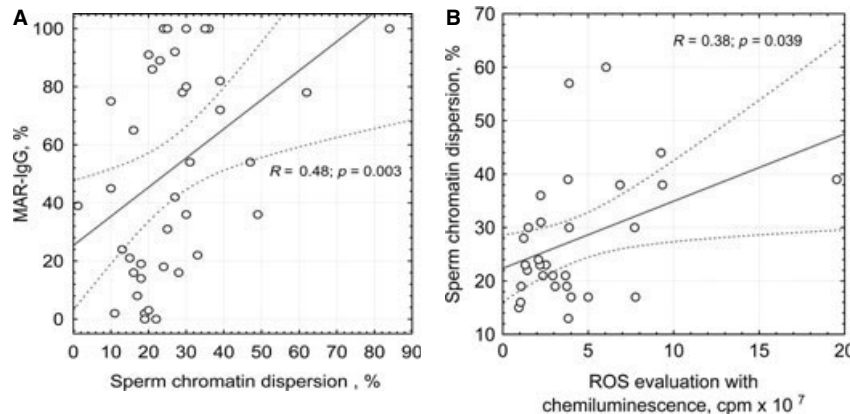 A
MAR-IgG, %
100
80
60
40
20
0
R = 0.48; p = 0.003
0 10 20 30 40 50 60 70 80 90
Sperm chromatin dispersion , %
B
Sperm chromatin dispersion, %
70
60
50
40
30
20
10
R = 0.38; p = 0.039
0 5 10 15 20
ROS evaluation with
chemiluminescence, cpm x 10 7